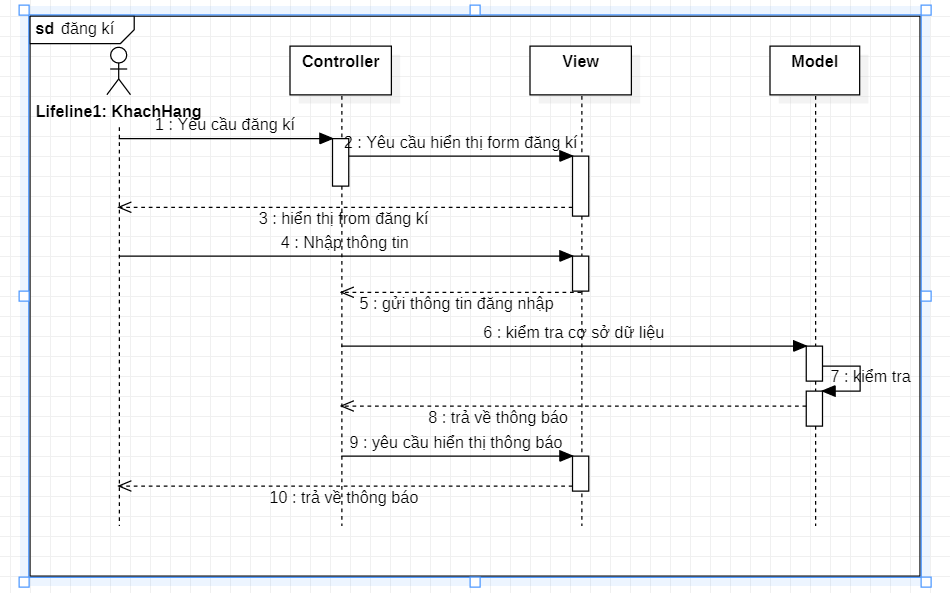 sd đăng kí
Controller
View
Model
Lifeline1: KhachHang
1 : Yêu cầu đăng kí
2 : Yêu cầu hiển thị form đăng kí
3 : hiển thị from đăng kí
4 : Nhập thông tin
5 : gửi thông tin đăng nhập
6 : kiểm tra cơ sở dữ liệu
7 : kiểm tra
8 : trả về thông báo
9 : yêu cầu hiển thị thông báo
10 : trả về thông báo